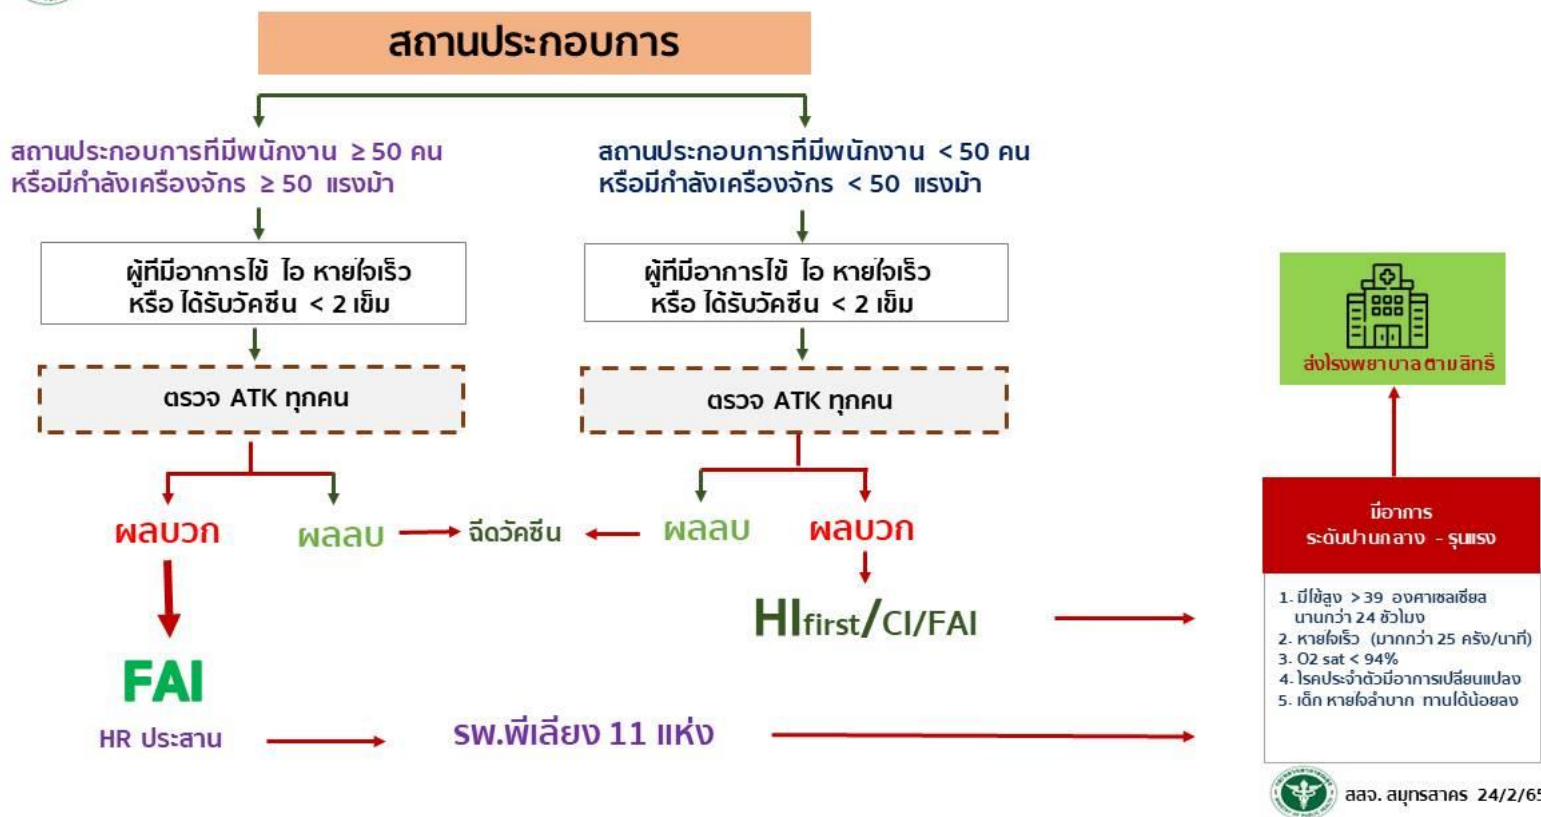 สถานประกอบการ
สถานประกอบการที่มีพนักงาน ≥ 50 คน
หรือมีกำลังเครื่องจักร ≥ 50 แรงม้า
สถานประกอบการที่มีพนักงาน < 50 คน
หรือมีกำลังเครื่องจักร < 50 แรงม้า
ผู้ที่มีอาการไข้ ไอ หายใจเร็ว
หรือ ได้รับวัคซีน < 2 เข็ม
ผู้ที่มีอาการไข้ ไอ หายใจเร็ว
หรือ ได้รับวัคซีน < 2 เข็ม
ตรวจ ATK ทุกคน
ตรวจ ATK ทุกคน
ผลบวก
ผลลบ
ฉีดวัคซีน
ผลลบ
ผลบวก
FAI
HR ประสาน
รพ.พี่เลี้ยง 11 แห่ง
HIfirst/CI/FAI
ส่งโรงพยาบาลตามสิทธิ์
มีอาการ
ระดับปานกลาง - รุนแรง
1. มีไข้สูง > 39 องศาเซลเซียส
นานกว่า 24 ชั่วโมง
2. หายใจเร็ว (มากกว่า 25 ครั้ง/นาที)
3. O2 sat < 94%
4. โรคประจำตัวมีอาการเปลี่ยนแปลง
5. เด็ก หายใจลำบาก ทานได้น้อยลง
สสจ. สมุทรสาคร 24/2/65